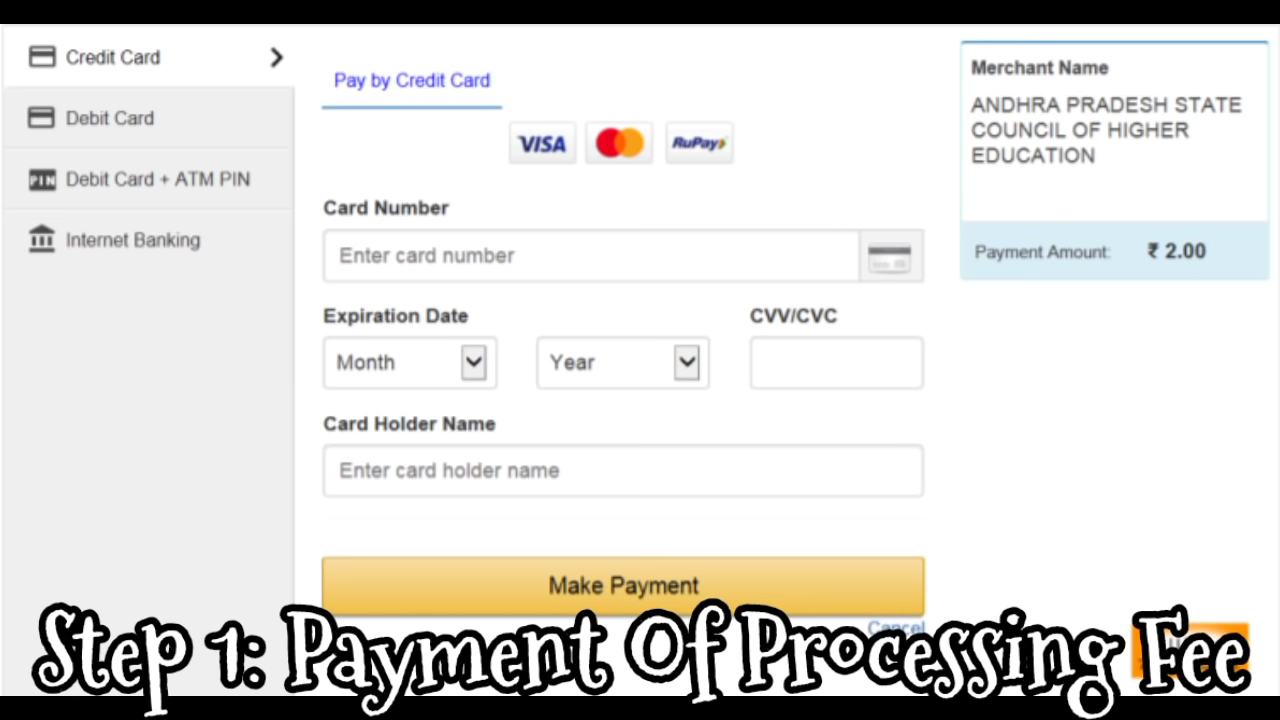 Credit Card
Debit Card
PIN Debit Card + ATM PIN
Internet Banking
Pay by Credit Card
VISA RuPay
Card Number
Enter card number
Expiration Date CVV/CVC
Month Year
Card Holder Name
Enter card holder name
Make Payment
Cancel
Merchant Name
ANDHRA PRADESH STATE
COUNCIL OF HIGHER
EDUCATION
Payment Amount: ₹ 2.00
Step 1: Payment Of Processing Fee